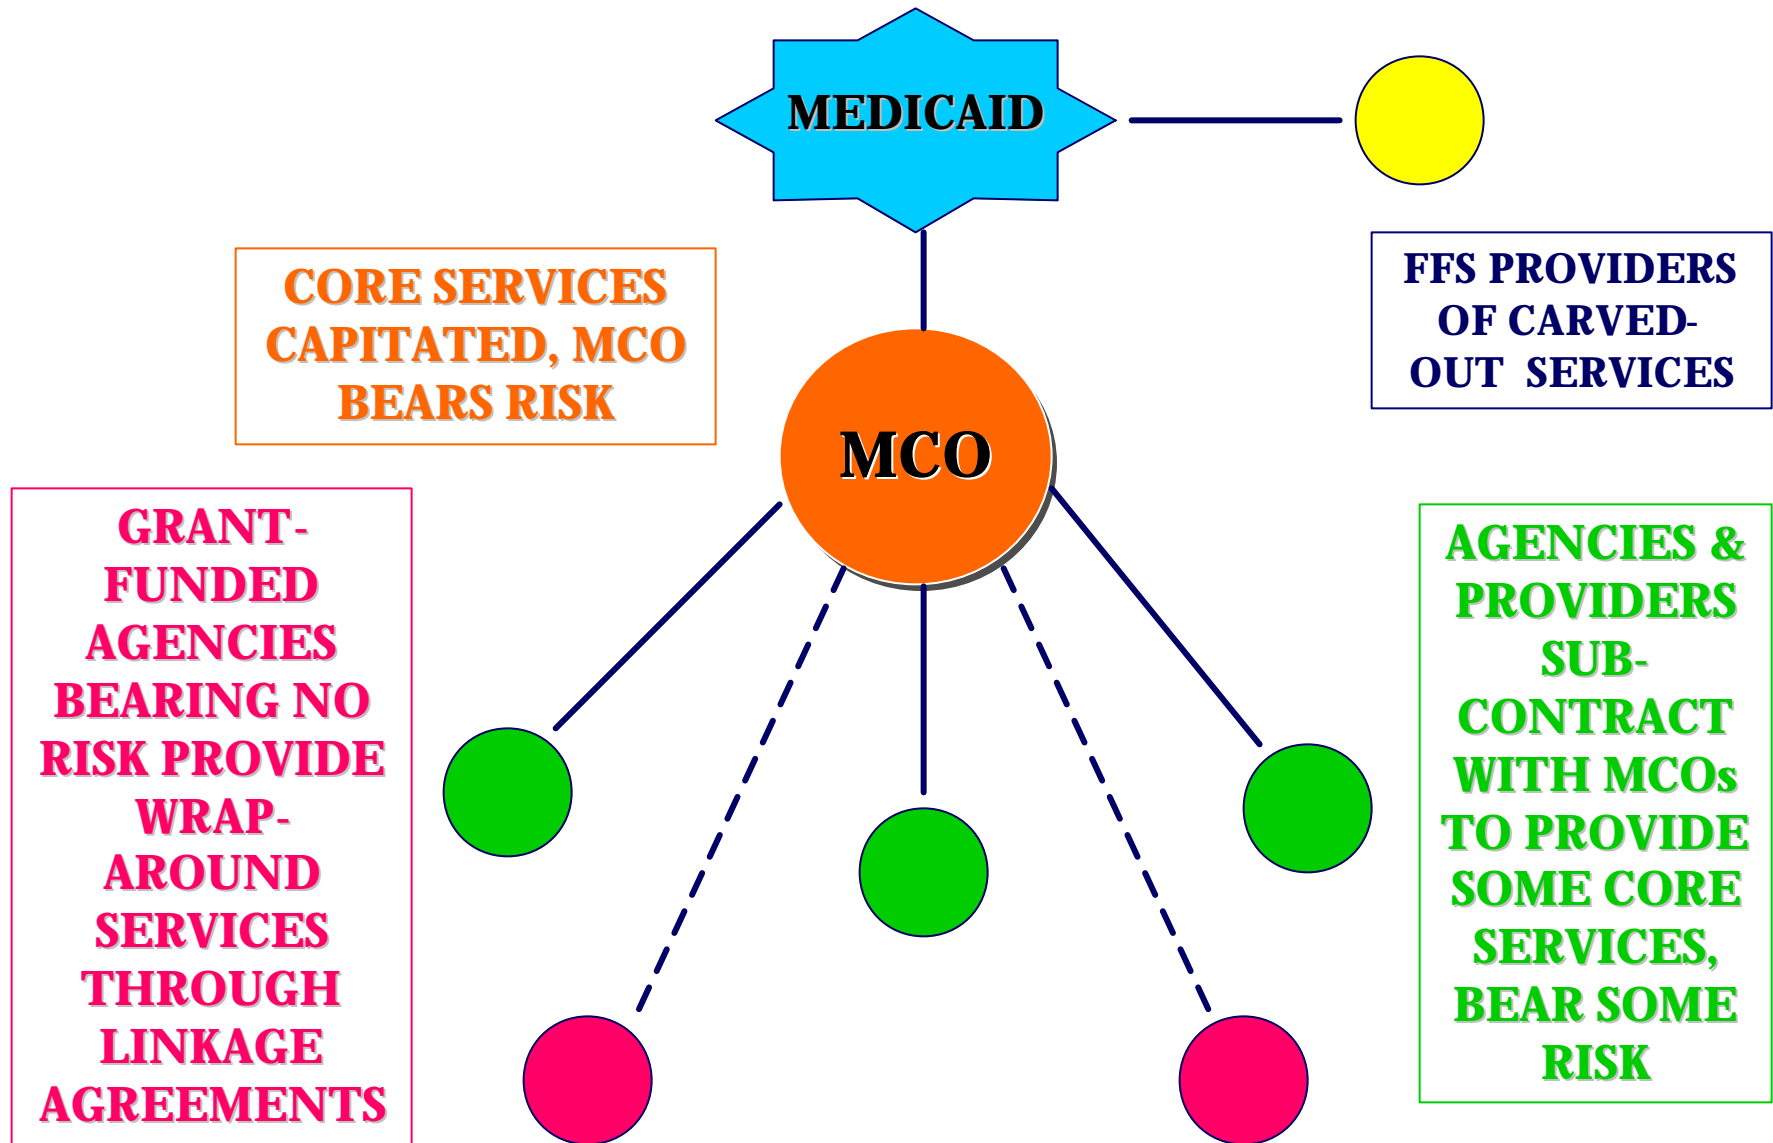 MEDICAID
CORE SERVICES
CAPITATED, MCO
BEARS RISK
FFS PROVIDERS
OF CARVED-
OUT SERVICES
MCO
GRANT-
FUNDED
AGENCIES
BEARING NO
RISK PROVIDE
WRAP-
AROUND
SERVICES
THROUGH
LINKAGE
AGREEMENTS
AGENCIES &
PROVIDERS
SUB-
CONTRACT
WITH MCOs
TO PROVIDE
SOME CORE
SERVICES,
BEAR SOME
RISK